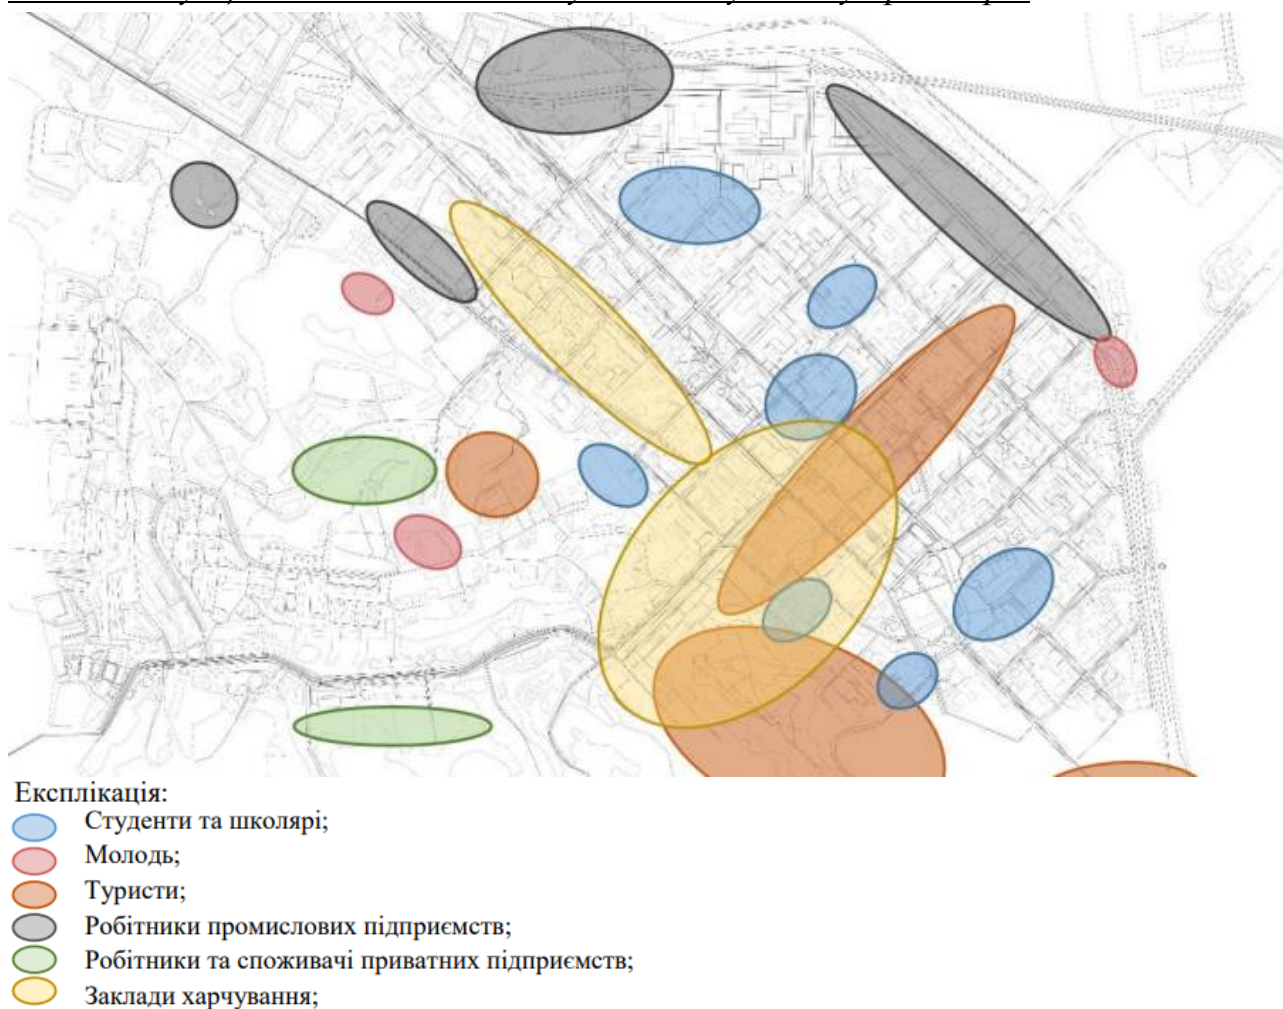 Експлікація:
Студенти та школярі;
Молодь;
Туристи;
Робітники промислових підприємств;
Робітники та споживачі приватних підприємств;
Заклади харчування;